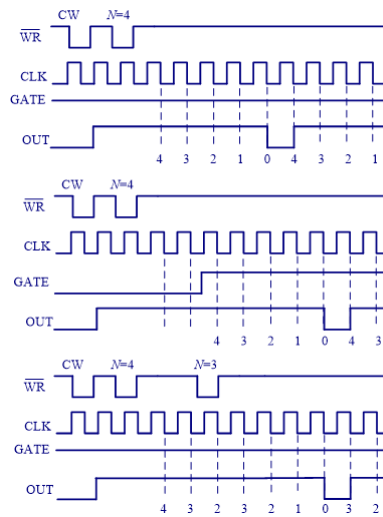 CW N=4
WR
CLK
GATE
OUT
4 3 2 1 0 4 3 2 1
CW N=4
WR
CLK
GATE
OUT
4 3 2 1 0 4 3
CW N=4 N=3
WR
CLK
GATE
OUT
4 3 2 1 0 3 2